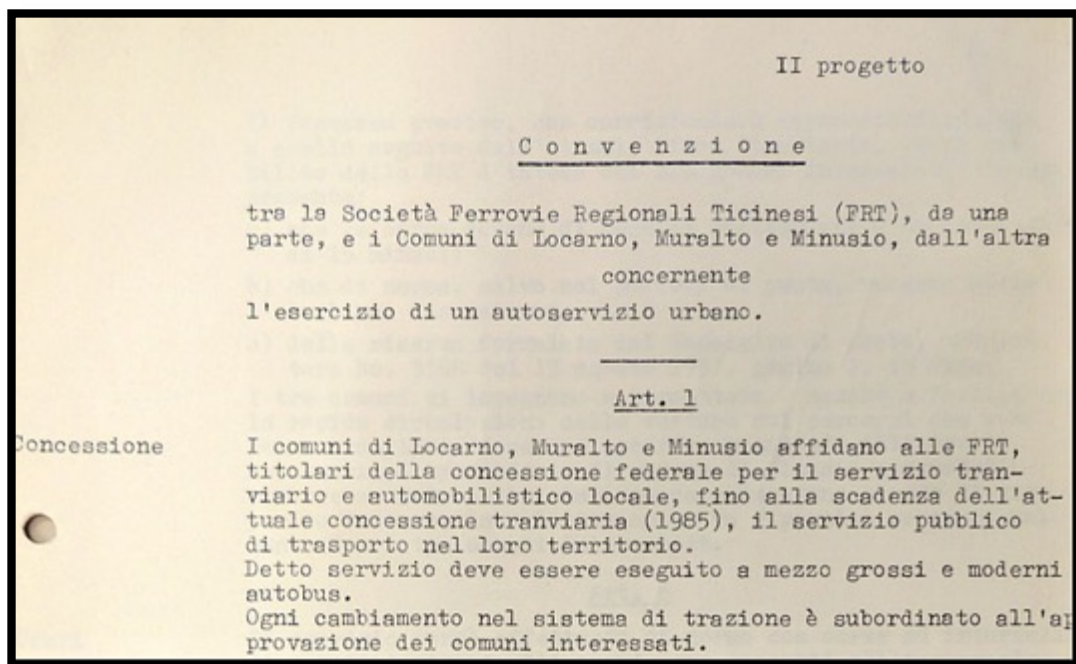 II progetto
Convenzione
tra la Società Ferrovie Regionali Ticinesi (FRT), da una
parte, e i Comuni di Locarno, Muralto e Minusio, dall'altra
concernente
l'esercizio di un autoservizio urbano.
Art. 1
Concessione
I comuni di Locarno, Muralto e Minusio affidano alle FRT,
titolari della concessione federale per il servizio tran-
viario e automobilistico locale, fino alla scadenza dell'at-
tuale concessione tranviaria (1985), il servizio pubblico
di trasporto nel loro territorio.
Detto servizio deve essere eseguito a mezzo grossi e moderni
autobus.
Ogni cambiamento nel sistema di trazione è subordinato all'ap
provazione dei comuni interessati.